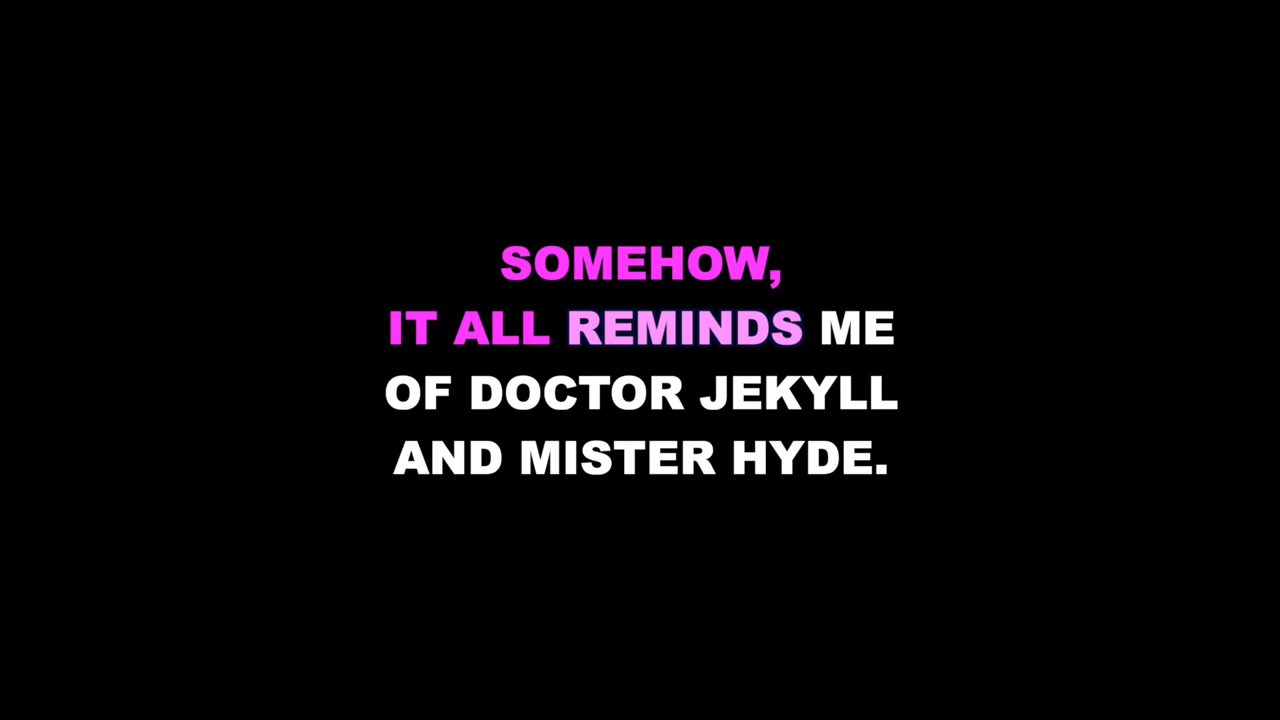 SOMEHOW,
IT ALL REMINDS ME
OF DOCTOR JEKYLL
AND MISTER HYDE.